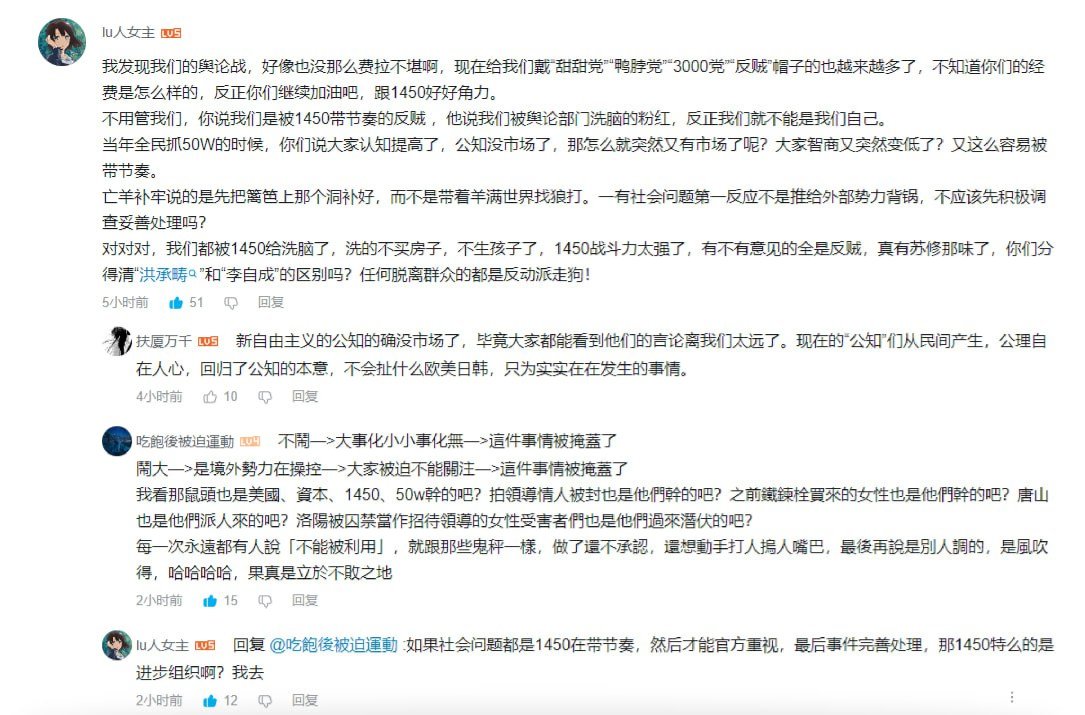 lu人女主 LV5
我发现我们的舆论战，好像也没那么费拉不堪啊，现在给我们戴“甜甜党”“鸭脖党”“3000党”“反贼”帽子的也越来越多了，不知道你们的经
费是怎么样的，反正你们继续加油吧，跟1450好好角力。
不用管我们，你说我们是被1450带节奏的反贼 ，他说我们被舆论部门洗脑的粉红，反正我们就不能是我们自己。
当年全民抓50W的时候，你们说大家认知提高了，公知没市场了，那怎么就突然又有市场了呢？大家智商又突然变低了？又这么容易被
带节奏。
亡羊补牢说的是先把篱笆上那个洞补好，而不是带着羊满世界找狼打。一有社会问题第一反应不是推给外部势力背锅，不应该先积极调
查妥善处理吗？
对对对，我们都被1450给洗脑了，洗的不买房子，不生孩子了，1450战斗力太强了，有不有意见的全是反贼，真有苏修那味了，你们分
得清“洪承畴”和“李自成”的区别吗？任何脱离群众的都是反动派走狗！
5小时前 51 回复
扶厦万千 LV5 新自由主义的公知的确没市场了，毕竟大家都能看到他们的言论离我们太远了。现在的“公知”们从民间产生，公理自
在人心，回归了公知的本意，不会扯什么欧美日韩，只为实实在在发生的事情。
4小时前 10 回复
吃飽後被迫運動 LV4 不鬧—>大事化小小事化無—>這件事情被掩蓋了
鬧大—>是境外勢力在操控—>大家被迫不能關注—>這件事情被掩蓋了
我看那鼠頭也是美國、資本、1450、50w幹的吧？拍領導情人被封也是他們幹的吧？之前鐵鍊栓買來的女性也是他們幹的吧？唐山
也是他們派人來的吧？洛陽被囚禁當作招待領導的女性受害者們也是他們過來潛伏的吧？
每一次永遠都有人說「不能被利用」，就跟那些鬼秤一樣，做了還不承認，還想動手打人摀人嘴巴，最後再說是別人調的，是風吹
得，哈哈哈哈，果真是立於不敗之地
2小时前 15 回复
lu人女主 LV5 回复 @吃飽後被迫運動 :如果社会问题都是1450在带节奏，然后才能官方重视，最后事件完善处理，那1450特么的是
进步组织啊？我去
2小时前 12 回复